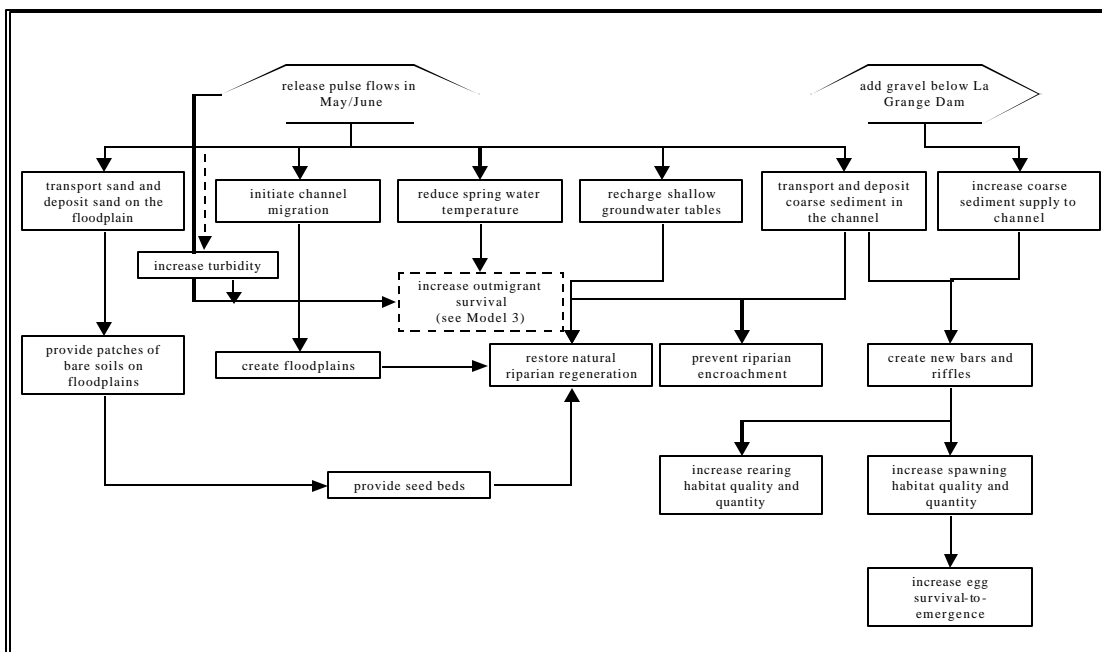 release pulse flows in
May/June
add gravel below La
Grange Dam
transport sand and
deposit sand on the
floodplain
initiate channel
migration
reduce spring water
temperature
recharge shallow
groundwater tables
transport and deposit
coarse sediment in
the channel
increase coarse
sediment supply to
channel
increase turbidity
increase outmigrant
survival
(see Model 3)
provide patches of
bare soils on
floodplains
create floodplains
restore natural
riparian regeneration
prevent riparian
encroachment
create new bars and
riffles
provide seed beds
increase rearing
habitat quality and
quantity
increase spawning
habitat quality and
quantity
increase egg
survival-to-
emergence